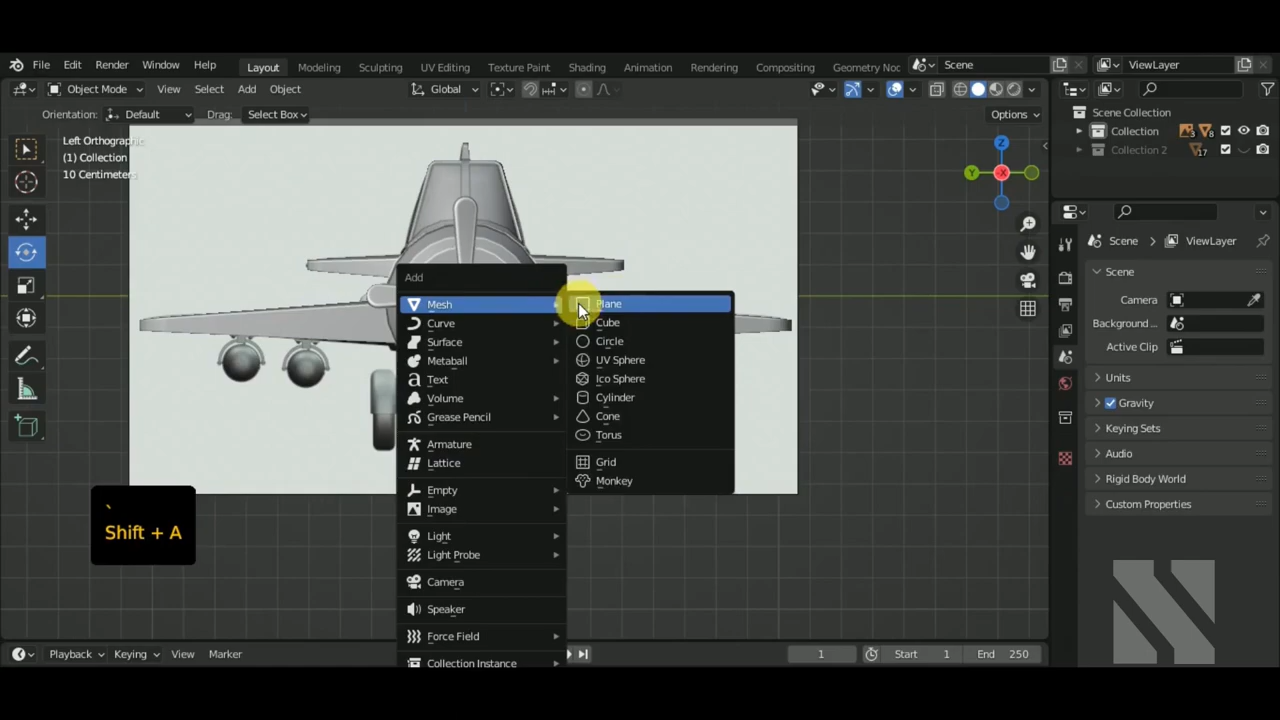 File Edit Render Window Help Layout Modeling Sculpting UV Editing Texture Paint Shading Animation Rendering Compositing Geometry Noc Scene ViewLayer
Object Mode View Select Add Object Global
Orientation: Default Drag: Select Box Options
Left Orthographic
(1) Collection
10 Centimeters
Z
Y
-X
Add
Mesh
Curve
Surface
Metaball
Text
Volume
Grease Pencil
Armature
Lattice
Empty
Image
Light
Light Probe
Camera
Speaker
Force Field
Collection Instance
Plane
Cube
Circle
UV Sphere
Ico Sphere
Cylinder
Cone
Torus
Grid
Monkey
`
Shift + A
Scene Collection
Collection 3 8
Collection 2 17
Scene ViewLayer
Scene
Camera
Background ...
Active Clip
Units
Gravity
Keying Sets
Audio
Rigid Body World
Custom Properties
Playback Keying View Marker 1 Start 1 End 250